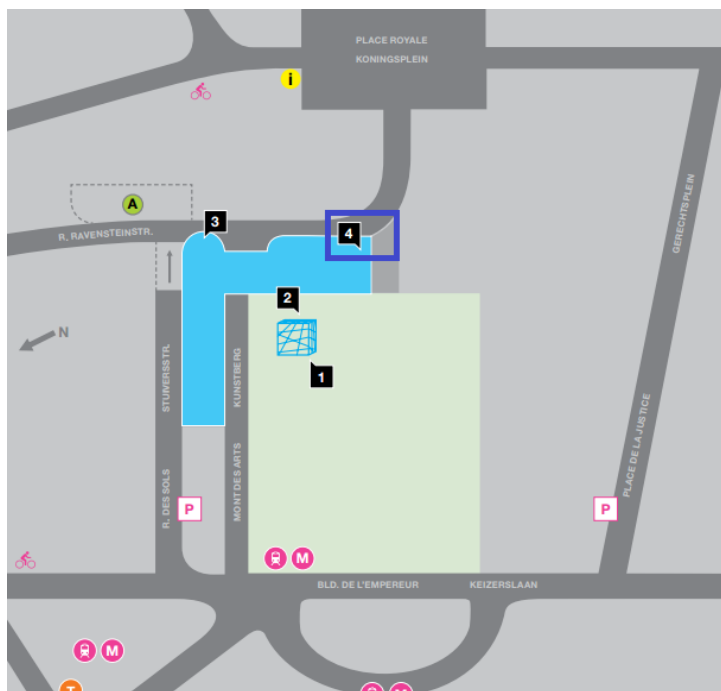 PLACE ROYALE
KONINGSPLEIN
i
A
3
4
R. RAVENSTEINSTR.
GERECHTSPLEIN
2
N
1
STUIVERSSTR.
KUNSTBERG
PLACE DE LA JUSTICE
R. DES SOLS
MONT DES ARTS
P
P
M
BLD. DE L'EMPEREUR
KEIZERSLAAN
M
T
M